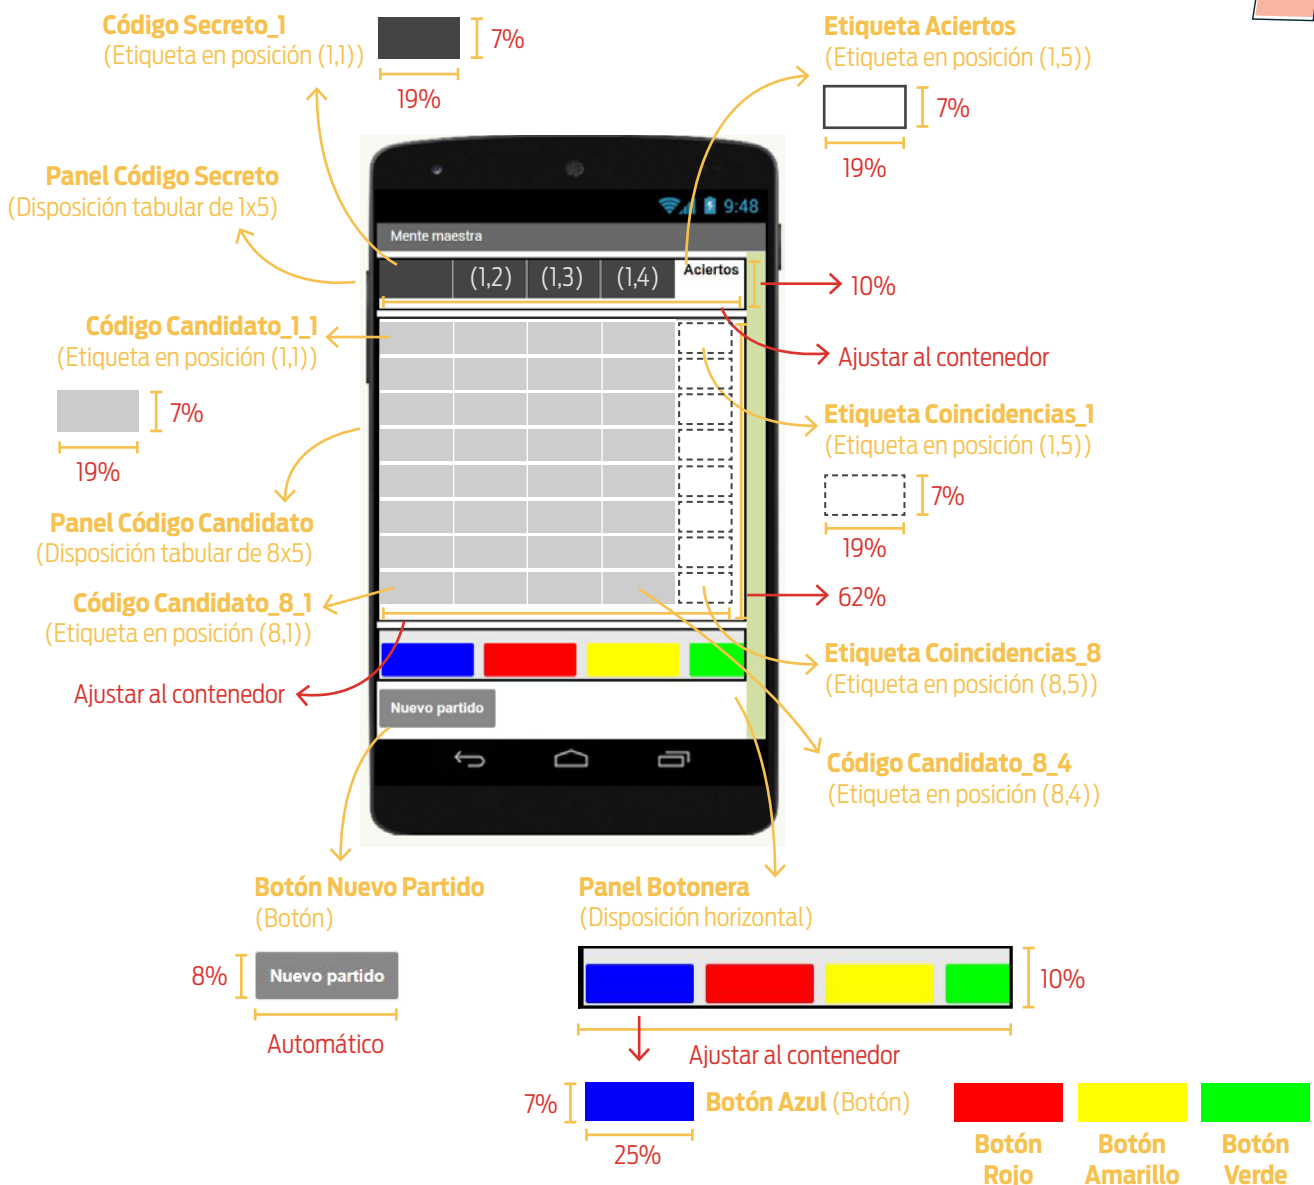 Código Secreto_1
(Etiqueta en posición (1,1))
7%
19%
Etiqueta Aciertos
(Etiqueta en posición (1,5))
7%
19%
Panel Código Secreto
(Disposición tabular de 1x5)
9:48
Mente maestra
(1,2)
(1,3)
(1,4)
Aciertos
10%
Código Candidato_1_1
(Etiqueta en posición (1,1))
7%
19%
Ajustar al contenedor
Etiqueta Coincidencias_1
(Etiqueta en posición (1,5))
7%
19%
Panel Código Candidato
(Disposición tabular de 8x5)
62%
Código Candidato_8_1
(Etiqueta en posición (8,1))
Etiqueta Coincidencias_8
(Etiqueta en posición (8,5))
Ajustar al contenedor
Nuevo partido
Código Candidato_8_4
(Etiqueta en posición (8,4))
Botón Nuevo Partido
(Botón)
8%
Nuevo partido
Automático
Panel Botonera
(Disposición horizontal)
10%
Ajustar al contenedor
7%
25%
Botón Azul (Botón)
Botón
Rojo
Botón
Amarillo
Botón
Verde